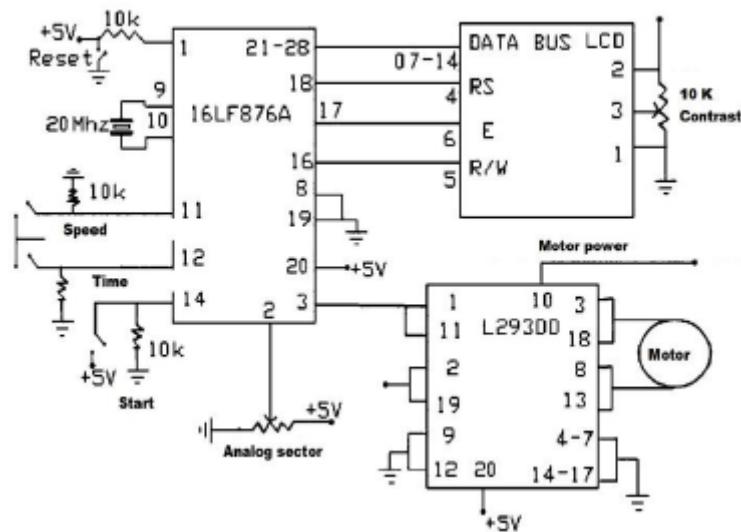 10k
+5V
Reset
1
21-28
9
10
20Mhz
16LF876A
18
17
16
8
19
20
+5V
3
2
10k
11
Speed
12
Time
14
10k
+5V
Start
+5V
Analog sector
DATA BUS LCD
07-14
4
RS
6
E
5
R/W
2
3
1
10 K
Contrast
Motor power
1
10
3
11
L293DD
18
2
8
19
13
9
4-7
12
20
14-17
+5V
Motor